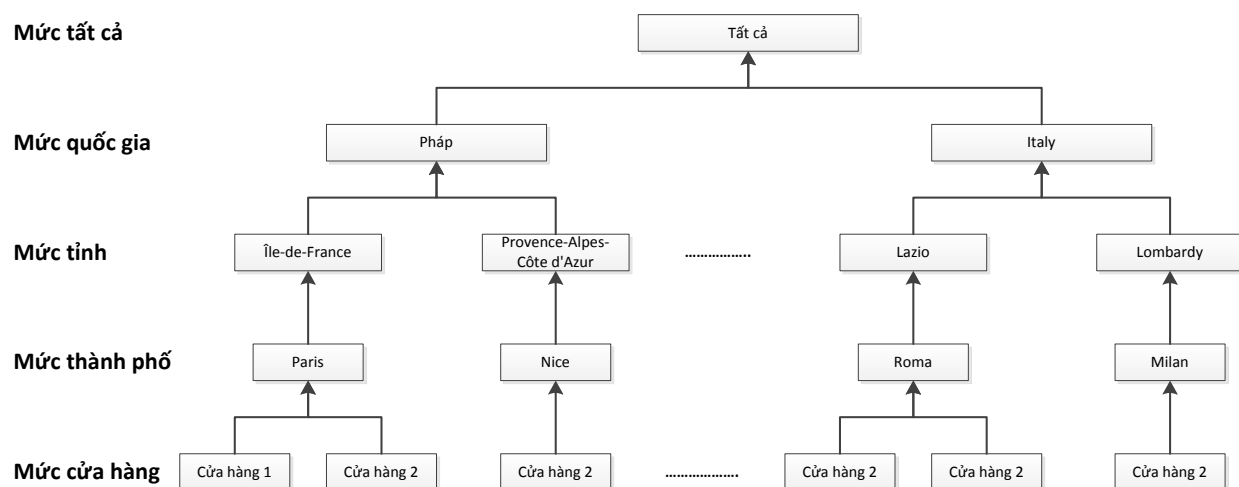 Mức tất cả
Tất cả
Mức quốc gia
Pháp
Italy
Mức tỉnh
Île-de-France
Provence-Alpes-
Côte d'Azur
……………..
Lazio
Lombardy
Mức thành phố
Paris
Nice
Roma
Milan
Mức cửa hàng
Cửa hàng 1
Cửa hàng 2
Cửa hàng 2
……………….
Cửa hàng 2
Cửa hàng 2
Cửa hàng 2